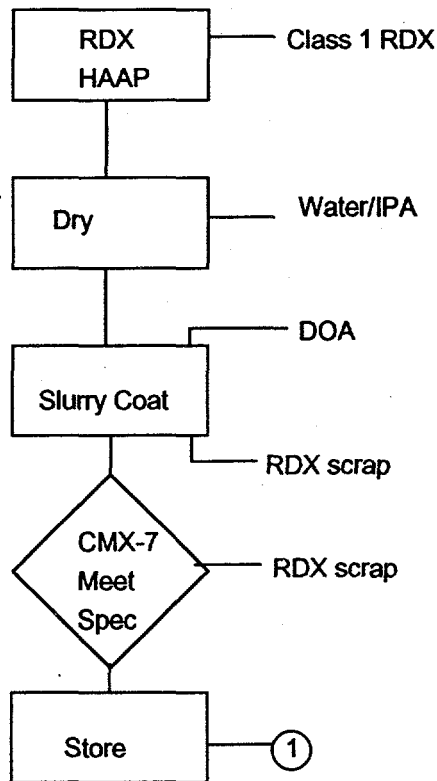 RDX
HAAP
Class 1 RDX
Dry
Water/IPA
DOA
Slurry Coat
RDX scrap
CMX-7
Meet
Spec
RDX scrap
Store
1